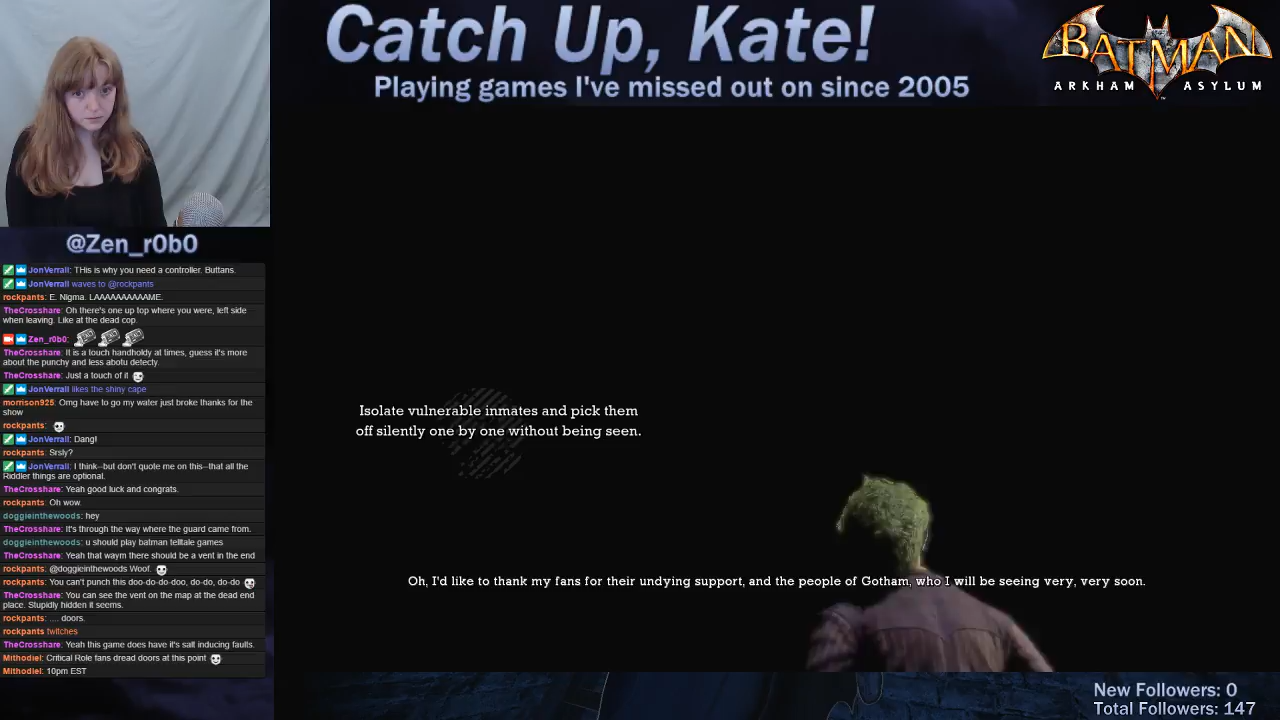 Catch Up, Kate!
Playing games I've missed out on since 2005
BATMAN
ARKHAM ASYLUM
@Zen_r0b0
JonVerrall: THis is why you need a controller. Buttans.
JonVerrall waves to @rockpants
rockpants: E. NIgma. LAAAAAAAAAME.
TheCrosshare: Oh there's one up top where you were, left side
when leaving. Like at the dead cop.
Zen_r0b0:
TheCrosshare: It is a touch handholdy at times, guess it's more
about the punchy and less abotu detecty.
TheCrosshare: Just a touch of it
JonVerrall likes the shiny cape
morrison925: Omg have to go my water just broke thanks for the
show
rockpants:
JonVerrall: Dang!
rockpants: Srsly?
JonVerrall: I think--but don't quote me on this--that all the
Riddler things are optional.
TheCrosshare: Yeah good luck and congrats.
rockpants: Oh wow.
doggieinthewoods: hey
TheCrosshare: It's through the way where the guard came from.
doggieinthewoods: u should play batman telltale games
TheCrosshare: Yeah that waym there should be a vent in the end
rockpants: @doggieinthewoods Woof.
rockpants: You can't punch this doo-do-do-doo, do-do, do-do
TheCrosshare: You can see the vent on the map at the dead end
place. Stupidly hidden it seems.
rockpants: .... doors.
rockpants twitches
TheCrosshare: Yeah this game does have it's salt inducing faults.
Mithodiel: Critical Role fans dread doors at this point
Mithodiel: 10pm EST
Isolate vulnerable inmates and pick them
off silently one by one without being seen.
Oh, I'd like to thank my fans for their undying support, and the people of Gotham, who I will be seeing very, very soon.
New Followers: 0
Total Followers: 147